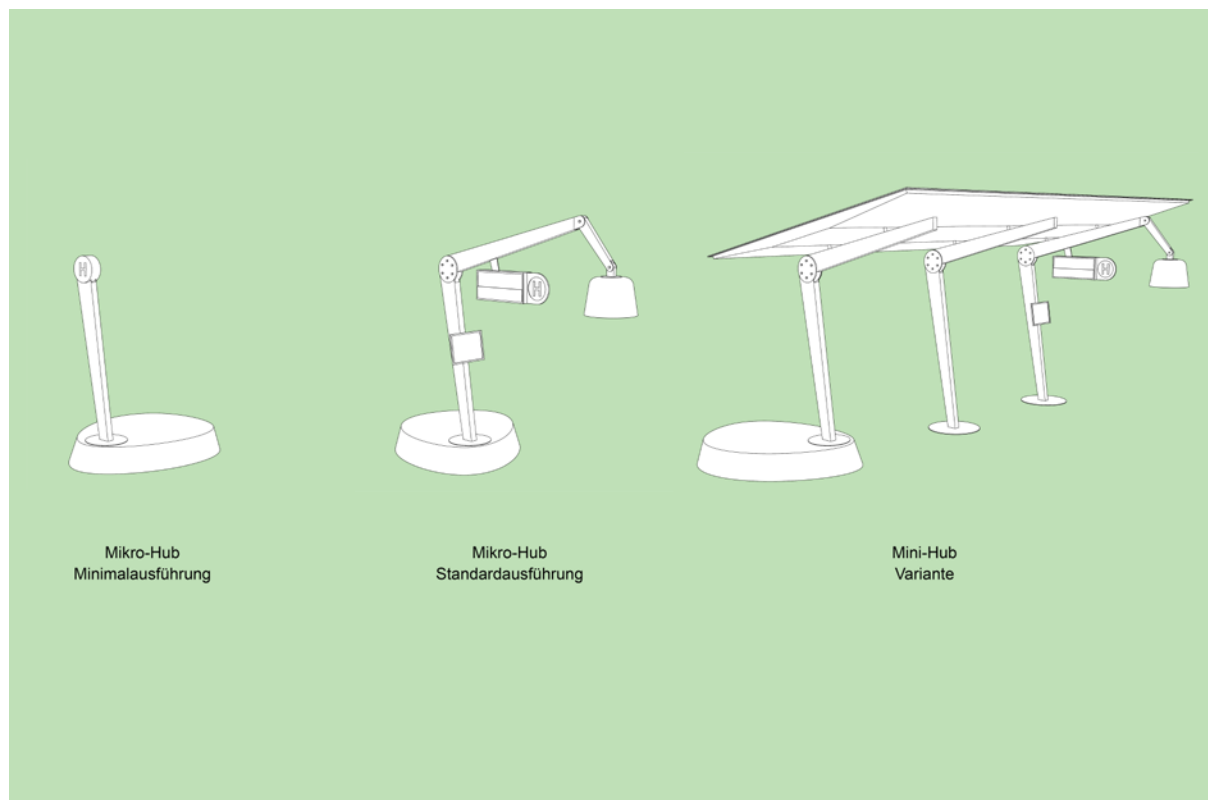 H
H
H
Mikro-Hub
Minimalausführung
Mikro-Hub
Standardausführung
Mini-Hub
Variante